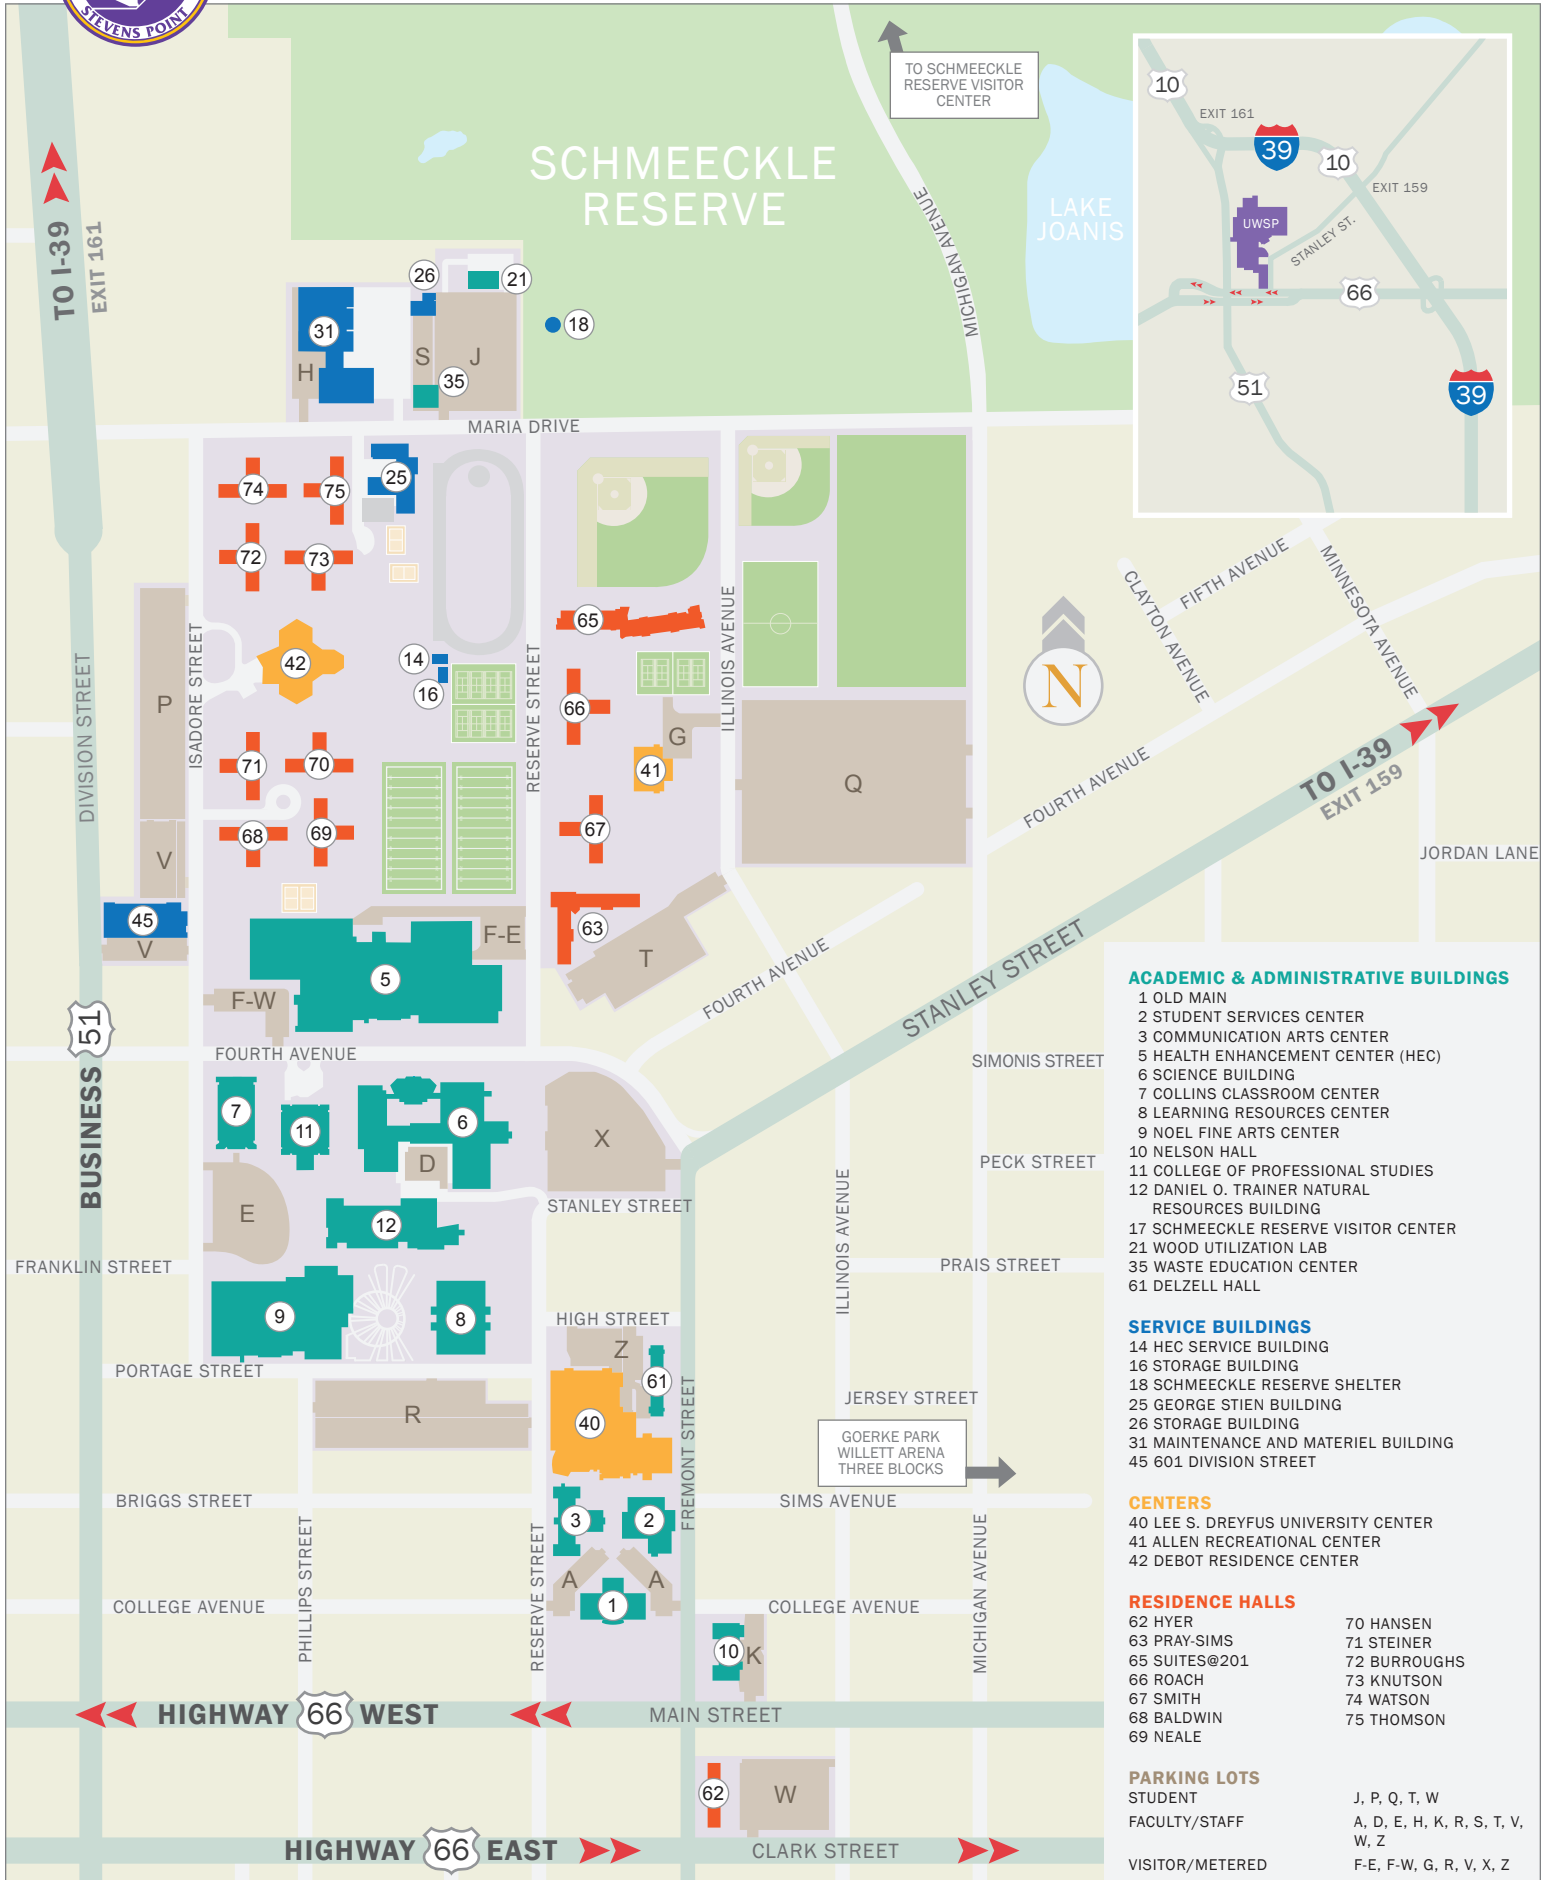 STEVENS POINT
TO SCHMEECKLE
RESERVE VISITOR
CENTER
SCHMEECKLE
RESERVE
LAKE
JOANIS
MICHIGAN AVENUE
10
EXIT 161
39
10
EXIT 159
UWSP
STANLEY ST.
66
51
39
TO I-39
EXIT 161
26
21
18
31
H
S
J
35
MARIA DRIVE
74
75
25
72
73
65
42
14
16
66
P
G
41
71
70
Q
68
69
67
V
45
V
63
F-E
T
5
F-W
DIVISION STREET
ISADORE STREET
RESERVE STREET
ILLINOIS AVENUE
FIFTH AVENUE
CLAYTON AVENUE
MINNESOTA AVENUE
N
FOURTH AVENUE
TO I-39
EXIT 159
JORDAN LANE
FOURTH AVENUE
STANLEY STREET
BUSINESS 51
FOURTH AVENUE
SIMONIS STREET
7
11
6
X
D
PECK STREET
STANLEY STREET
E
12
ILLINOIS AVENUE
FRANKLIN STREET
PRAIS STREET
9
8
HIGH STREET
Z
PORTAGE STREET
61
JERSEY STREET
R
40
FREMONT STREET
GOERKE PARK
WILLETT ARENA
THREE BLOCKS
BRIGGS STREET
SIMS AVENUE
3
2
PHILLIPS STREET
RESERVE STREET
MICHIGAN AVENUE
A
A
1
COLLEGE AVENUE
COLLEGE AVENUE
10
K
HIGHWAY 66 WEST
MAIN STREET
62
W
HIGHWAY 66 EAST
CLARK STREET
ACADEMIC & ADMINISTRATIVE BUILDINGS
1 OLD MAIN
2 STUDENT SERVICES CENTER
3 COMMUNICATION ARTS CENTER
5 HEALTH ENHANCEMENT CENTER (HEC)
6 SCIENCE BUILDING
7 COLLINS CLASSROOM CENTER
8 LEARNING RESOURCES CENTER
9 NOEL FINE ARTS CENTER
10 NELSON HALL
11 COLLEGE OF PROFESSIONAL STUDIES
12 DANIEL O. TRAINER NATURAL
RESOURCES BUILDING
17 SCHMEECKLE RESERVE VISITOR CENTER
21 WOOD UTILIZATION LAB
35 WASTE EDUCATION CENTER
61 DELZELL HALL
SERVICE BUILDINGS
14 HEC SERVICE BUILDING
16 STORAGE BUILDING
18 SCHMEECKLE RESERVE SHELTER
25 GEORGE STIEN BUILDING
26 STORAGE BUILDING
31 MAINTENANCE AND MATERIEL BUILDING
45 601 DIVISION STREET
CENTERS
40 LEE S. DREYFUS UNIVERSITY CENTER
41 ALLEN RECREATIONAL CENTER
42 DEBOT RESIDENCE CENTER
RESIDENCE HALLS
62 HYER
63 PRAY-SIMS
65 SUITES@201
66 ROACH
67 SMITH
68 BALDWIN
69 NEALE
70 HANSEN
71 STEINER
72 BURROUGHS
73 KNUTSON
74 WATSON
75 THOMSON
PARKING LOTS
STUDENT J, P, Q, T, W
FACULTY/STAFF A, D, E, H, K, R, S, T, V,
W, Z
VISITOR/METERED F-E, F-W, G, R, V, X, Z